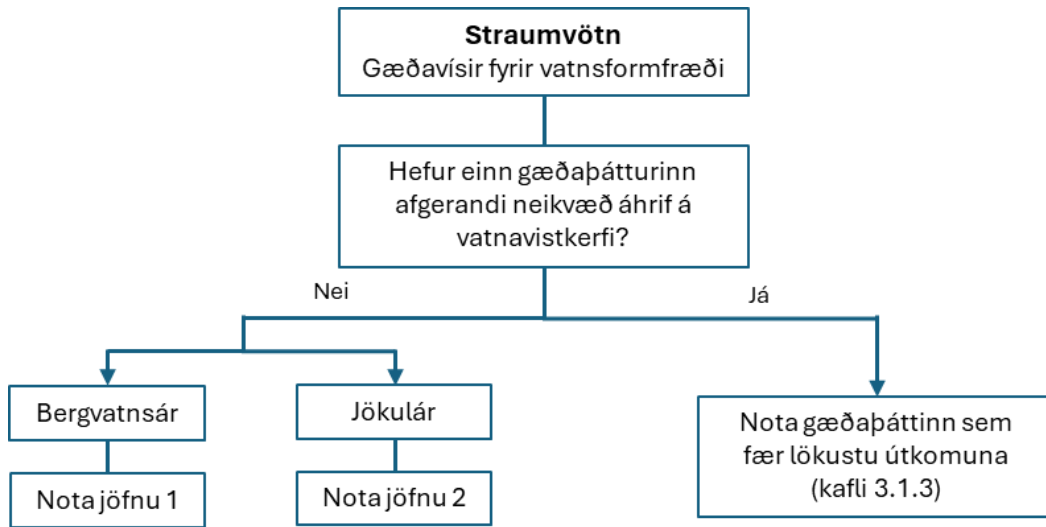 Straumvötn
Gæðavísir fyrir vatnsformfræði
Hefur einn gæðaþátturinn
afgerandi neikvæð áhrif á
vatnavistkerfi?
Nei
Já
Bergvatnsár
Jökulár
Nota gæðaþáttinn sem
fær lökustu útkomuna
(kafli 3.1.3)
Nota jöfnu 1
Nota jöfnu 2